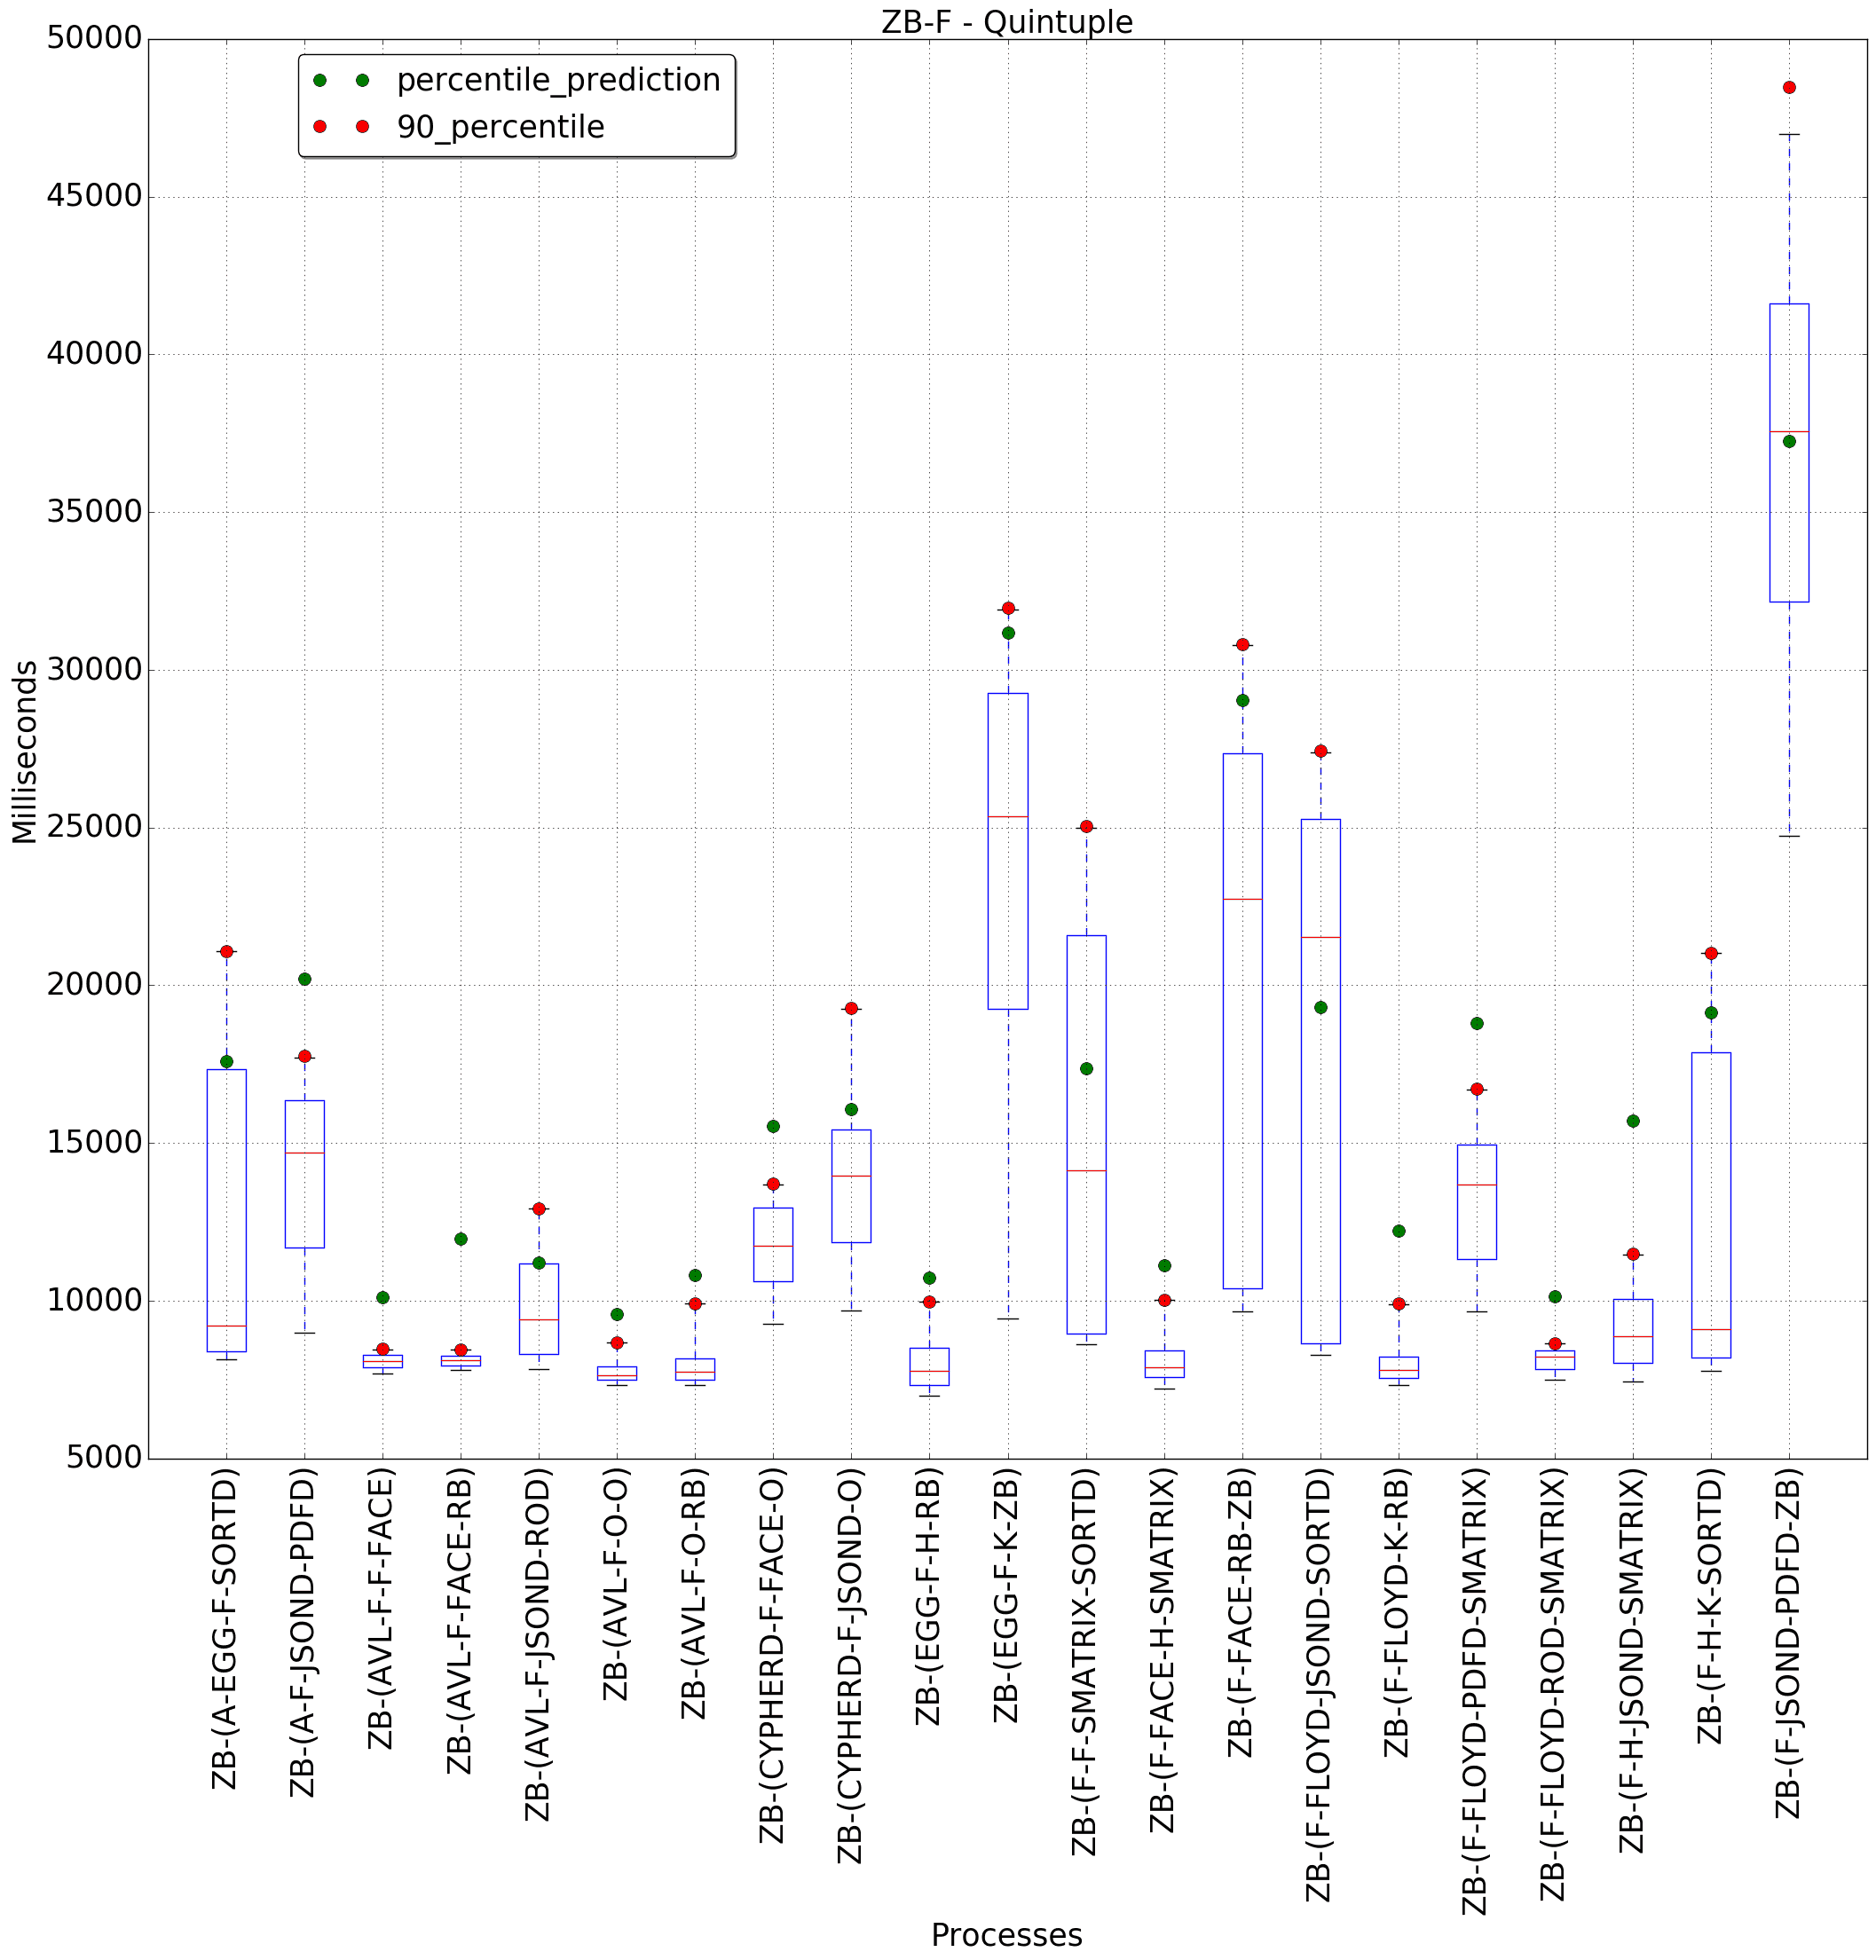 ZB-F - Quintuple
percentile_prediction
90_percentile
50000
45000
40000
35000
30000
25000
20000
15000
10000
5000
Milliseconds
ZB-(A-EGG-F-SORTD)
ZB-(A-F-JSOND-PDFD)
ZB-(AVL-F-F-FACE)
ZB-(AVL-F-FACE-RB)
ZB-(AVL-F-JSOND-ROD)
ZB-(AVL-F-O-O)
ZB-(AVL-F-O-RB)
ZB-(CYPHERD-F-FACE-O)
ZB-(CYPHERD-F-JSOND-O)
ZB-(EGG-F-H-RB)
ZB-(EGG-F-K-ZB)
ZB-(F-F-SMATRIX-SORTD)
ZB-(F-FACE-H-SMATRIX)
ZB-(F-FACE-RB-ZB)
ZB-(F-FLOYD-JSOND-SORTD)
ZB-(F-FLOYD-K-RB)
ZB-(F-FLOYD-PDFD-SMATRIX)
ZB-(F-FLOYD-ROD-SMATRIX)
ZB-(F-H-JSOND-SMATRIX)
ZB-(F-H-K-SORTD)
ZB-(F-JSOND-PDFD-ZB)
Processes